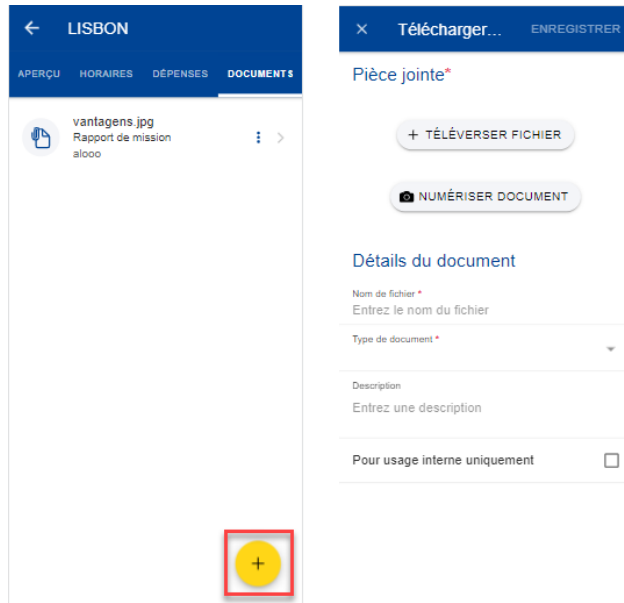 LISBON
APERÇU HORAIRES DÉPENSES DOCUMENTS
vantagens.jpg
Rapport de mission
alooo
Télécharger... ENREGISTRER
Pièce jointe*
+ TÉLÉVERSER FICHIER
NUMÉRISER DOCUMENT
Détails du document
Nom de fichier *
Entrez le nom du fichier
Type de document *
Description
Entrez une description
Pour usage interne uniquement